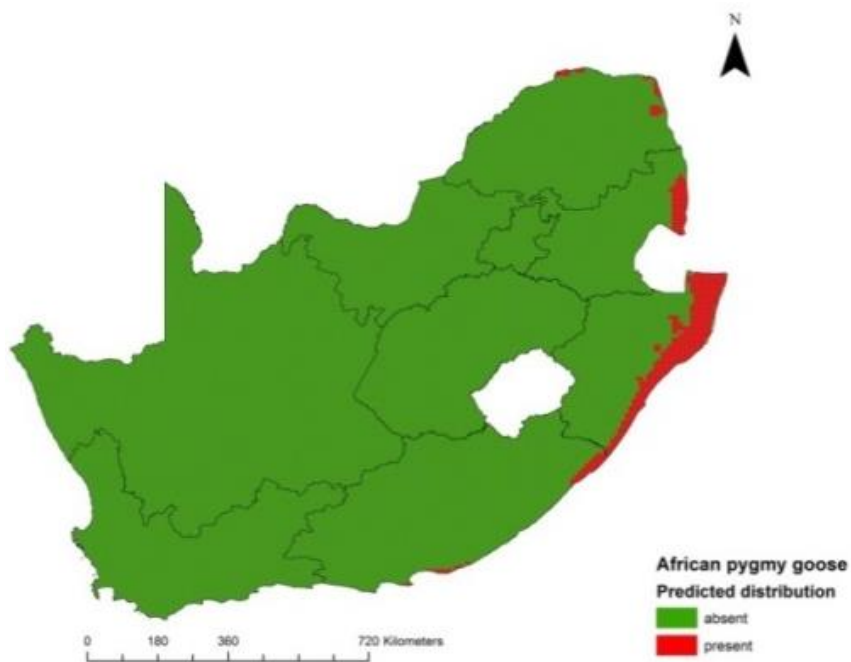 N
African pygmy goose
Predicted distribution
absent
present
0 180 360 720 Kilometers